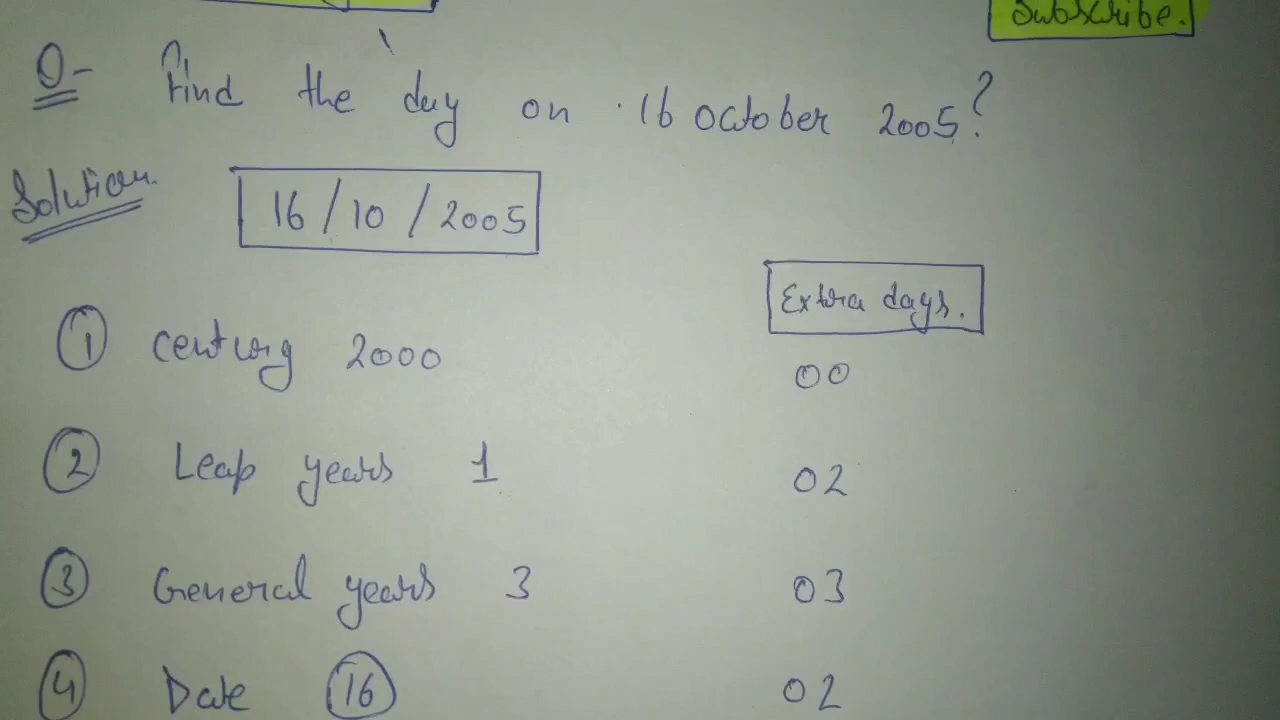 Subscribe.
Q- Find the day on 16 October 2005?
Solution.
16/10/2005
Extra days.
① Century 2000 00
② Leap years 1 02
③ General years 3 03
④ Date 16 02